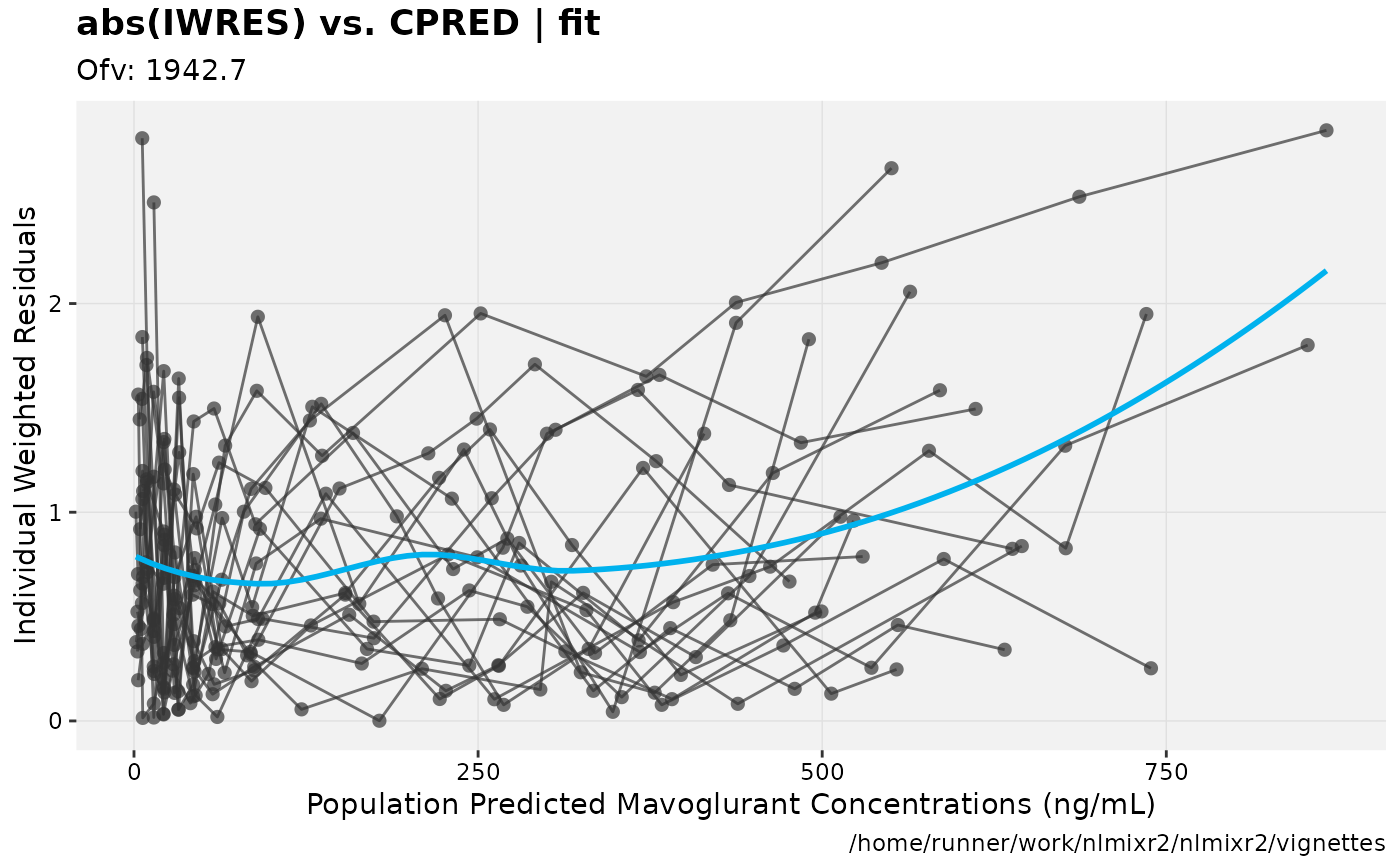 abs(IWRES) vs. CPRED | fit
Ofv: 1942.7
Individual Weighted Residuals
2
1
0
0
250
500
750
Population Predicted Mavoglurant Concentrations (ng/mL)
/home/runner/work/nlmixr2/nlmixr2/vignettes